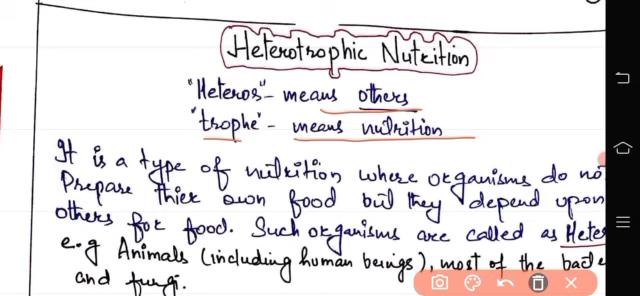 Heterotrophic Nutrition
"Heteros" - means others
"trophe" - means nutrition
It is a type of nutrition where organisms do no
Prepare thier own food but they depend upon
others for food. Such organisms are called as Heter
e.g Animals (including human beings), most of the bacte
and fungi.